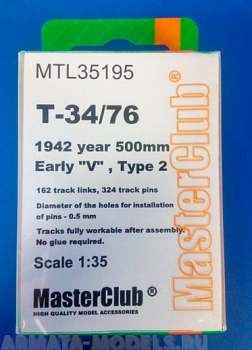 MTL35195
T-34/76
1942 year 500mm
Early "V" , Type 2
162 track links, 324 track pins
Diameter of the holes for installation
of pins - 0.5 mm
Tracks fully workable after assembly.
No glue required.
Scale 1:35
MasterClub ®
HIGH QUALITY MODEL ACCESSORIES
MasterClub®
ARMATA-MODELS.COM